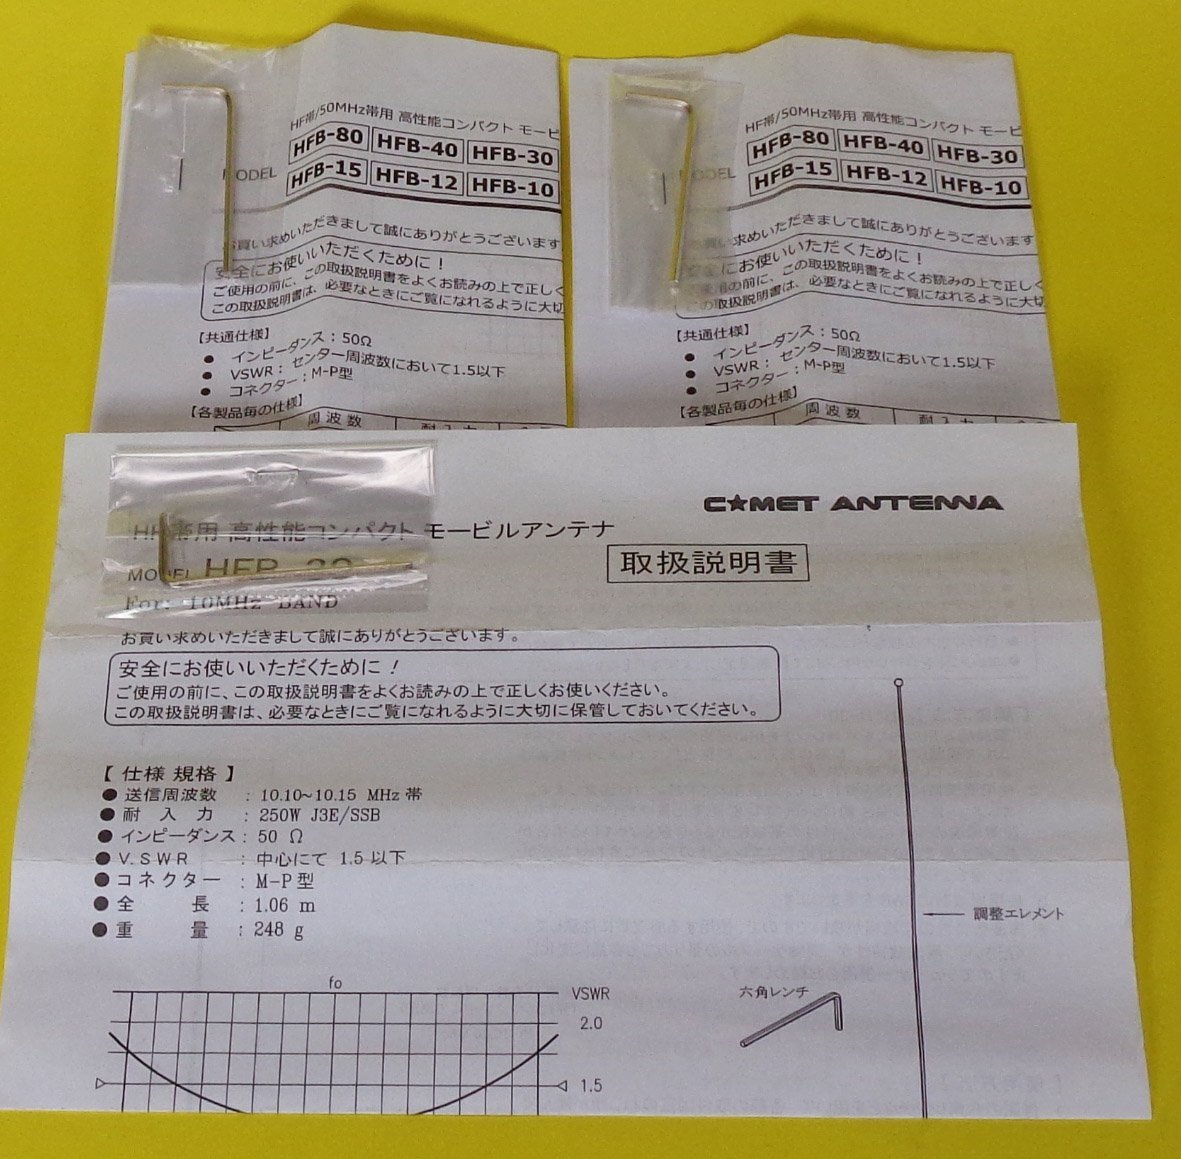 HF帯/50MHz帯用 高性能コンパクト モービ
HFB-80 HFB-40 HFB-30
MODEL
HFB-15 HFB-12 HFB-10
お買い求めいただきまして誠にありがとうございます
安全にお使いいただくために！
ご使用の前に、この取扱説明書をよくお読みの上で正しく
この取扱説明書は、必要なときにご覧になれるように大切
【共通仕様】
● インピーダンス：50Ω
● VSWR：センター周波数において1.5以下
● コネクター：M-P型
【各製品毎の仕様】
周波数 耐入力
HF帯/50MHz帯用 高性能コンパクト モービ
HFB-80 HFB-40 HFB-30
MODEL
HFB-15 HFB-12 HFB-10
お買い求めいただきまして誠にありがとうございます
安全にお使いいただくために！
ご使用の前に、この取扱説明書をよくお読みの上で正しく
この取扱説明書は、必要なときにご覧になれるように大切
【共通仕様】
● インピーダンス：50Ω
● VSWR：センター周波数において1.5以下
● コネクター：M-P型
【各製品毎の仕様】
周波数 耐入力
C★MET ANTENNA
HF帯用 高性能コンパクト モービルアンテナ
取扱説明書
MODEL HFB-30
For: 10MHz BAND
お買い求めいただきまして誠にありがとうございます。
安全にお使いいただくために！
ご使用の前に、この取扱説明書をよくお読みの上で正しくお使いください。
この取扱説明書は、必要なときにご覧になれるように大切に保管しておいてください。
【 仕様 規格 】
● 送信周波数 : 10.10~10.15 MHz 帯
● 耐入力 : 250W J3E/SSB
● インピーダンス : 50 Ω
● V.SWR : 中心にて 1.5 以下
● コネクター : M-P型
● 全長 : 1.06 m
● 重量 : 248 g
調整エレメント
六角レンチ
fo
VSWR
2.0
1.5